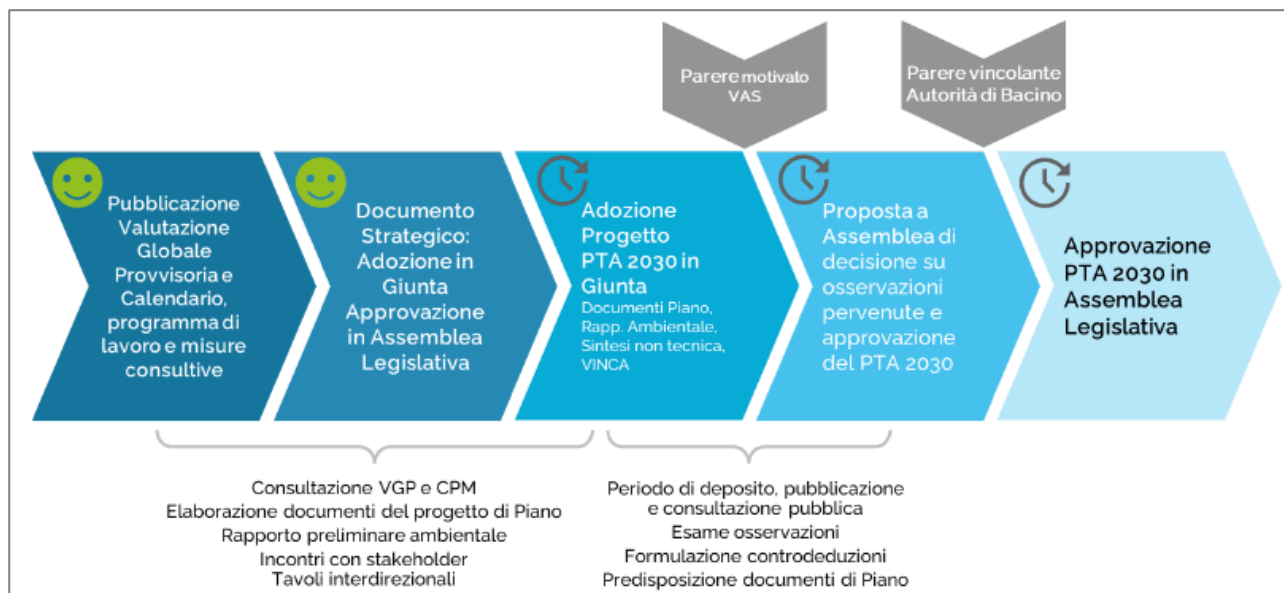 Parere motivato
VAS
Parere vincolante
Autorità di Bacino
Pubblicazione
Valutazione
Globale
Provvisoria e
Calendario,
programma di
lavoro e misure
consultive
Documento
Strategico:
Adozione in
Giunta
Approvazione
in Assemblea
Legislativa
Adozione
Progetto
PTA 2030 in
Giunta
Documenti Piano,
Rapp. Ambientale,
Sintesi non tecnica,
VINCA
Proposta a
Assemblea di
decisione su
osservazioni
pervenute e
approvazione
del PTA 2030
Approvazione
PTA 2030 in
Assemblea
Legislativa
Consultazione VGP e CPM
Elaborazione documenti del progetto di Piano
Rapporto preliminare ambientale
Incontri con stakeholder
Tavoli interdirezionali
Periodo di deposito, pubblicazione
e consultazione pubblica
Esame osservazioni
Formulazione controdeduzioni
Predisposizione documenti di Piano